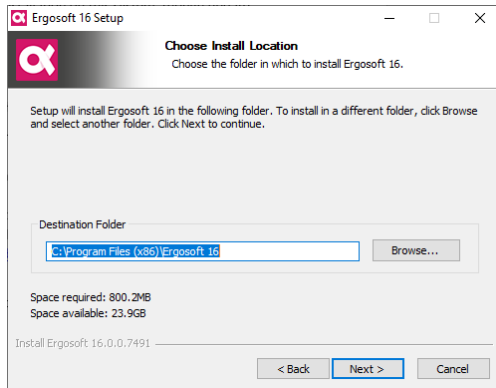 Ergosoft 16 Setup
Choose Install Location
Choose the folder in which to install Ergosoft 16.
Setup will install Ergosoft 16 in the following folder. To install in a different folder, click Browse
and select another folder. Click Next to continue.
Destination Folder
C:\Program Files (x86)\Ergosoft 16
Browse...
Space required: 800.2MB
Space available: 23.9GB
Install Ergosoft 16.0.0.7491
< Back
Next >
Cancel